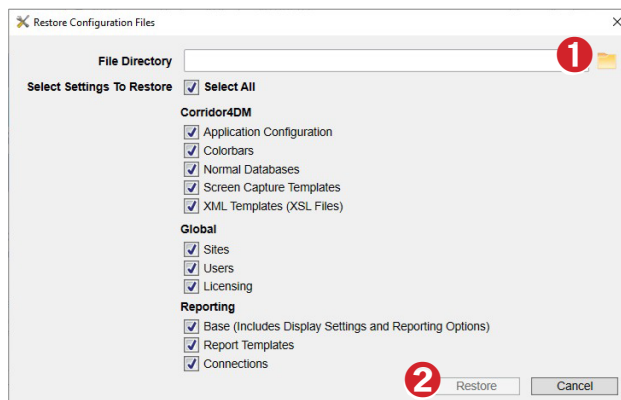 Restore Configuration Files
File Directory
1
Select Settings To Restore Select All
Corridor4DM
Application Configuration
Colorbars
Normal Databases
Screen Capture Templates
XML Templates (XSL Files)
Global
Sites
Users
Licensing
Reporting
Base (Includes Display Settings and Reporting Options)
Report Templates
Connections
2 Restore Cancel